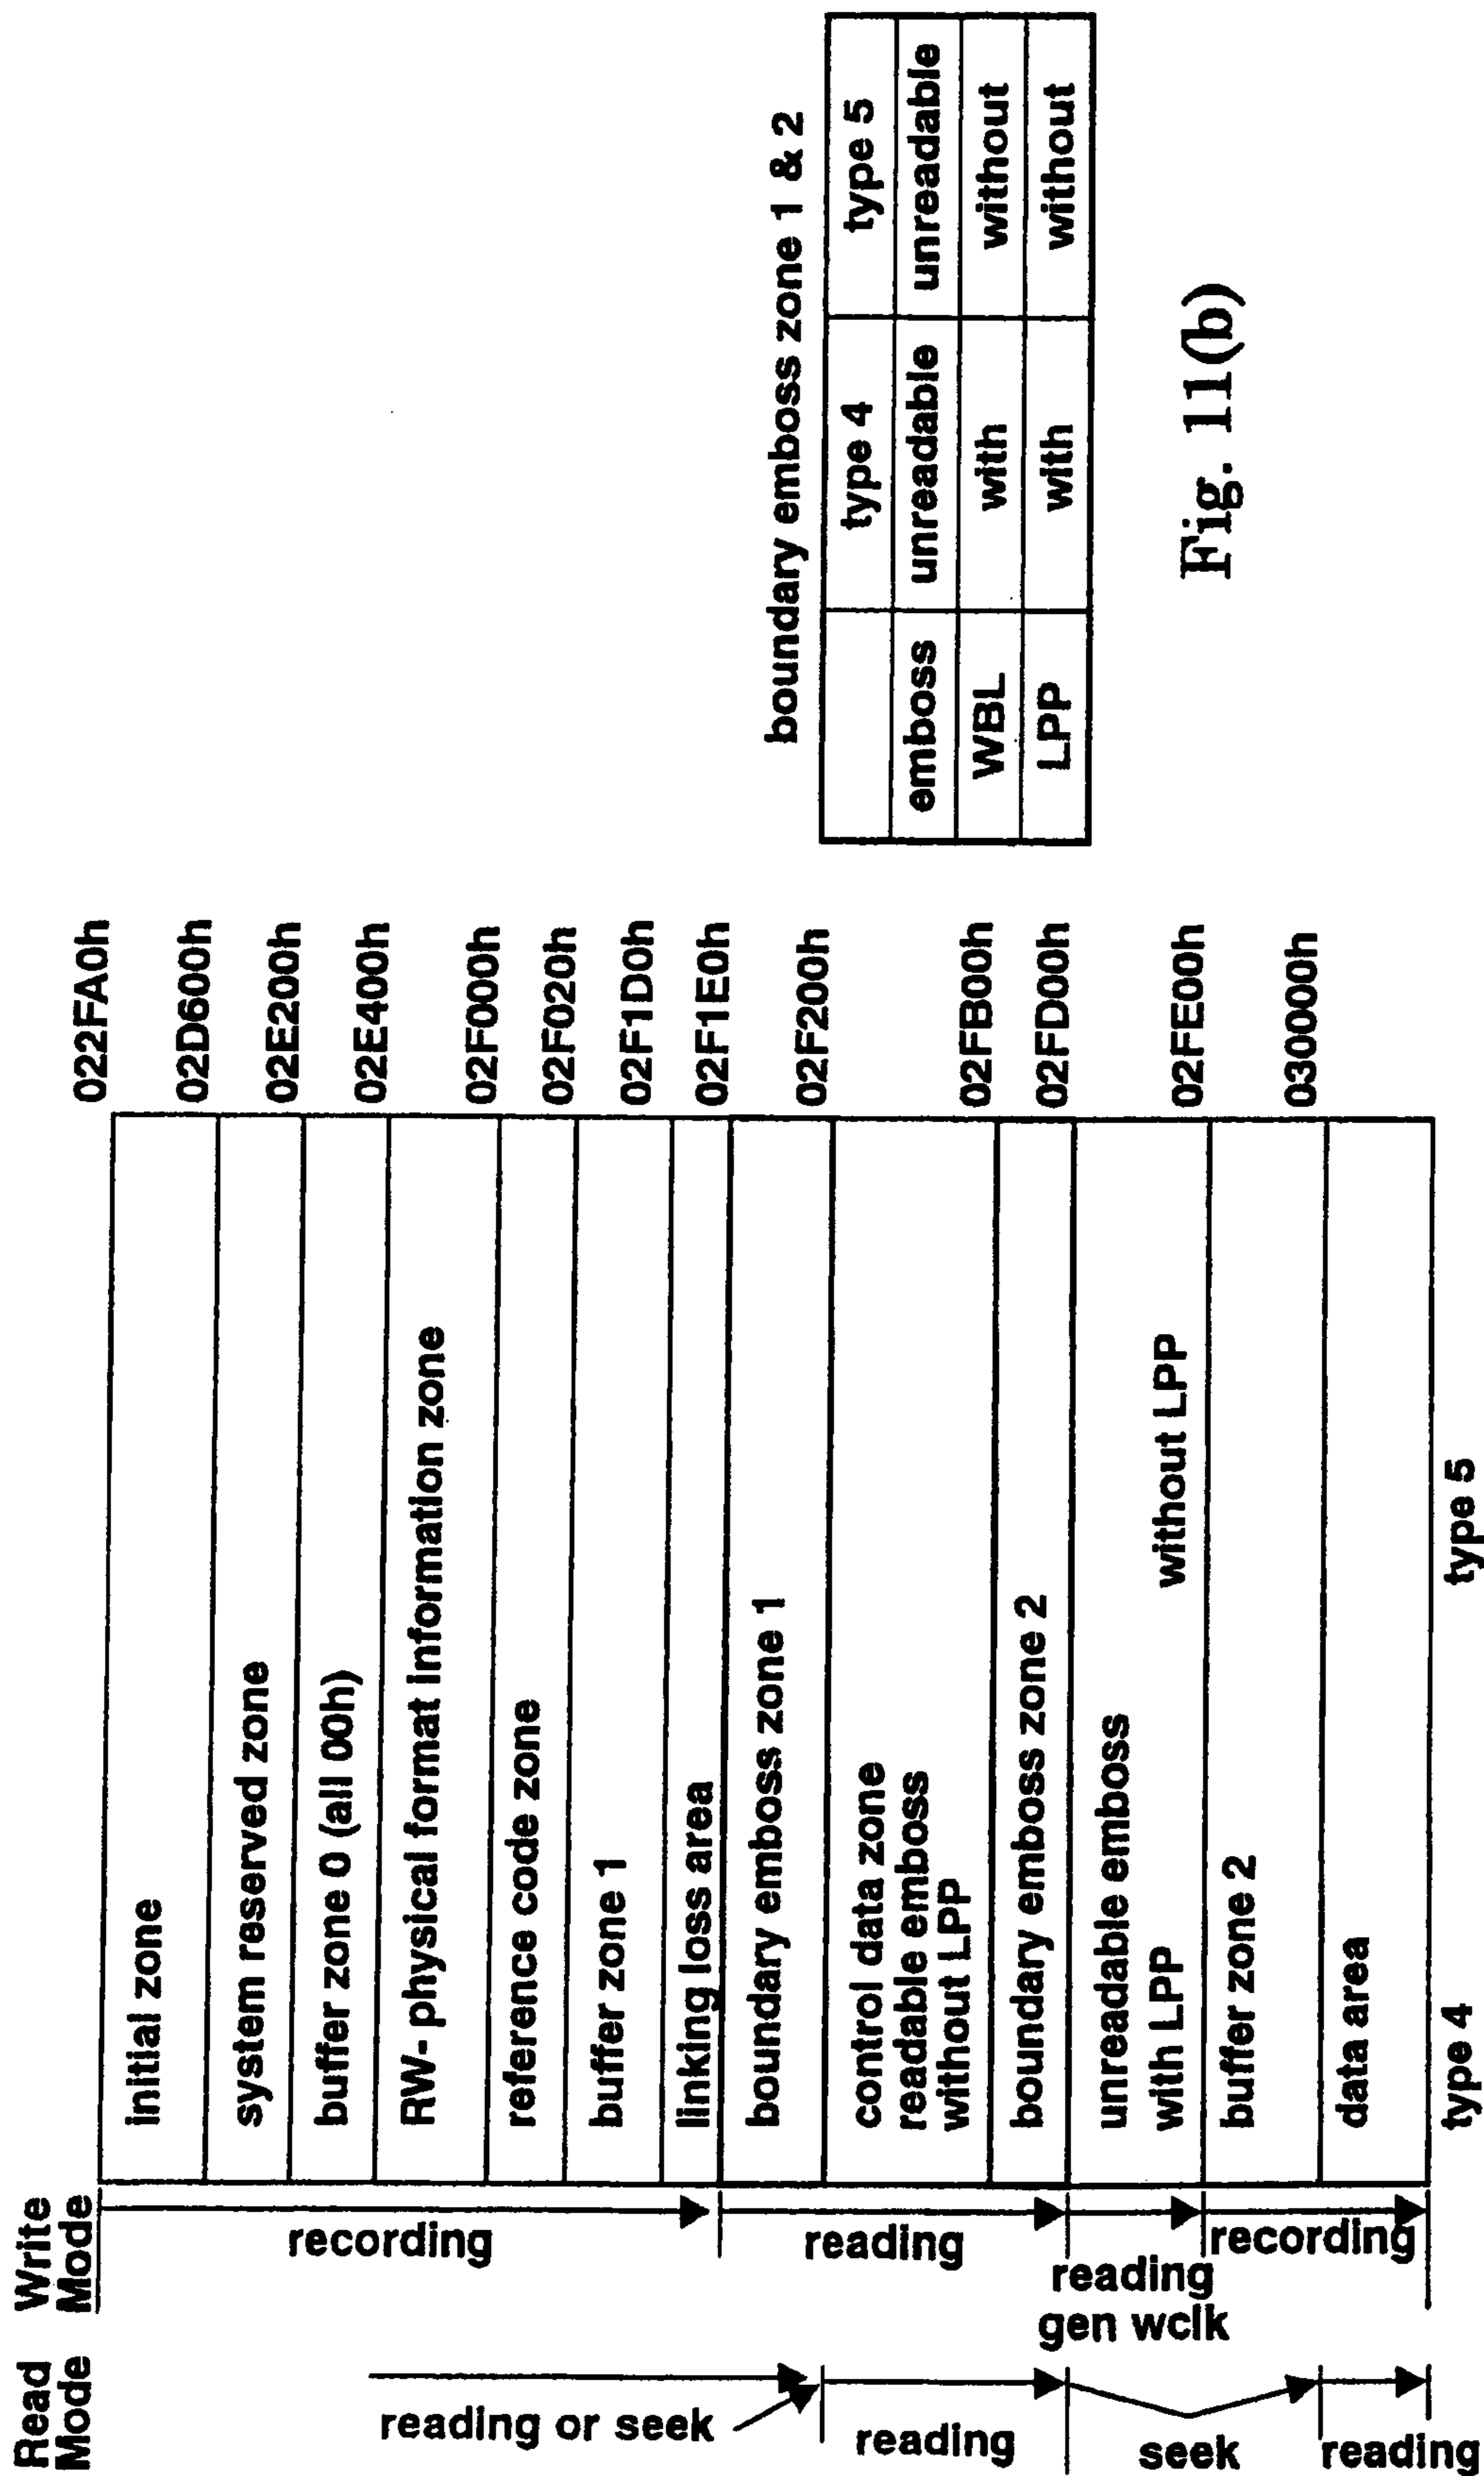 Read
Mode
Write
Mode
recording
reading
reading
gen wclk
recording
reading or seek
reading
seek
reading
initial zone
022FA0h
system reserved zone
02D600h
buffer zone 0 (all 00h)
02E200h
RW- physical format information zone
02E400h
reference code zone
02F000h
buffer zone 1
02F020h
linking loss area
02F1D0h
boundary emboss zone 1
02F1E0h
control data zone
readable emboss
without LPP
02F200h
boundary emboss zone 2
02FB00h
unreadable emboss
with LPP
without LPP
02FD00h
buffer zone 2
02FE00h
data area
030000h
type 4
type 5
boundary emboss zone 1 & 2
type 4 type 5
emboss unreadable unreadable
WBL with without
LPP with without
Fig. 11(b)